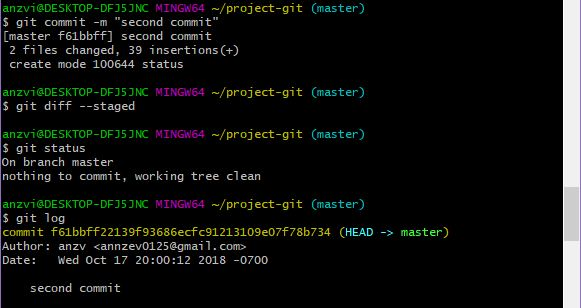 anzvi@DESKTOP-DFJ5JNC MINGW64 ~/project-git (master)
$ git commit -m "second commit"
[master f61bbff] second commit
 2 files changed, 39 insertions(+)
 create mode 100644 status

anzvi@DESKTOP-DFJ5JNC MINGW64 ~/project-git (master)
$ git diff --staged

anzvi@DESKTOP-DFJ5JNC MINGW64 ~/project-git (master)
$ git status
On branch master
nothing to commit, working tree clean

anzvi@DESKTOP-DFJ5JNC MINGW64 ~/project-git (master)
$ git log
commit f61bbff22139f93686ecfc91213109e07f78b734 (HEAD -> master)
Author: anzv <annzev0125@gmail.com>
Date:   Wed Oct 17 20:00:12 2018 -0700

    second commit